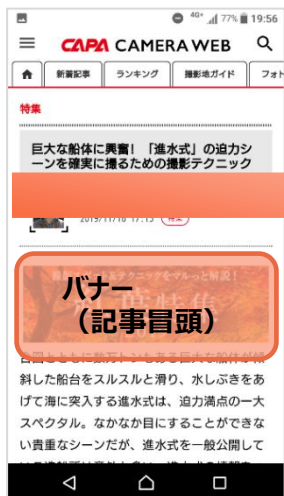 4G+ 77% 19:56
CAPA CAMERA WEB
新着記事 ランキング 撮影地ガイド フォト
特集
巨大な船体に興奮! 「進水式」の迫力シ
ーンを確実に撮るための撮影テクニック
2019/11/18 17:15 特集
バナー
(記事冒頭)
斜した船台をスルスルと滑り、水しぶきをあ
げて海に突入する進水式は、迫力満点の一大
スペクタル。なかなか目にすることができな
い貴重なシーンだが、進水式を一般公開して